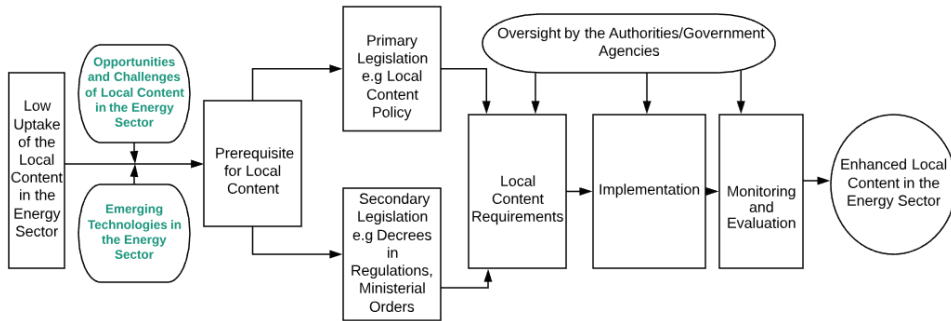 Low
Uptake
of the
Local
Content
in the
Energy
Sector
Opportunities
and Challenges
of Local Content
in the Energy
Sector
Emerging
Technologies in
the Energy
Sector
Prerequisite
for Local
Content
Primary
Legislation
e.g Local
Content
Policy
Secondary
Legislation
e.g Decrees
in
Regulations,
Ministerial
Orders
Oversight by the Authorities/Government
Agencies
Local
Content
Requirements
Implementation
Monitoring
and
Evaluation
Enhanced Local
Content in the
Energy Sector